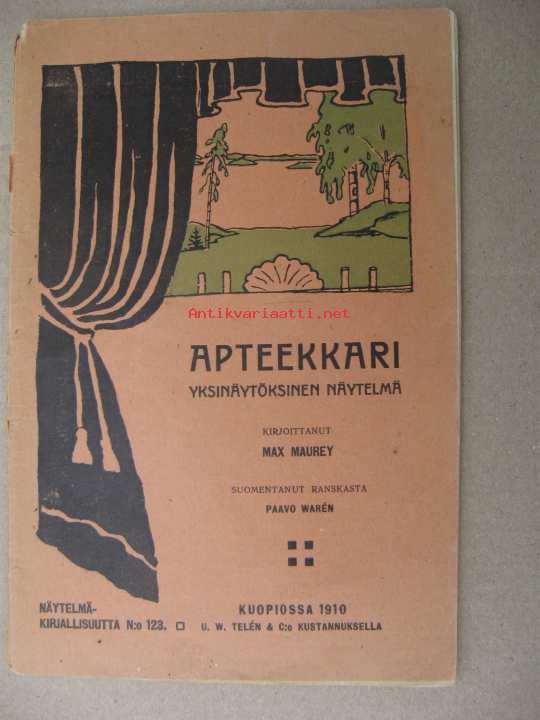 Antikvariaatti.net
APTEEKKARI
YKSINÄYTÖKSINEN NÄYTELMÄ
KIRJOITTANUT
MAX MAUREY
SUOMENTANUT RANSKASTA
PAAVO WARÉN
NÄYTELMÄ-
KIRJALLISUUTTA N:o 123.
KUOPIOSSA 1910
U. W. TELÉN & C:o KUSTANNUKSELLA